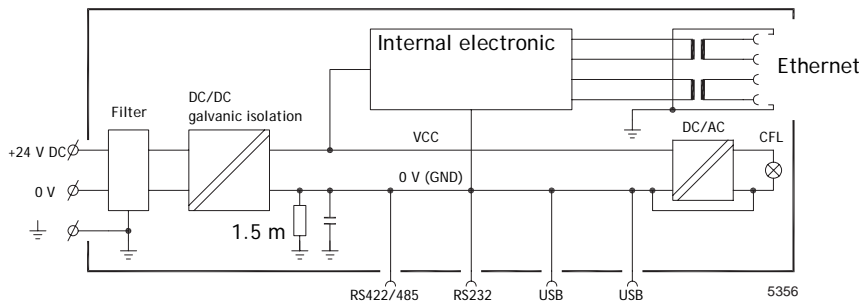 Internal electronic
Ethernet
DC/DC
galvanic isolation
Filter
DC/AC
CFL
+24 V DC
VCC
0 V
0 V (GND)
1.5 m
RS422/485
RS232
USB
USB
5356